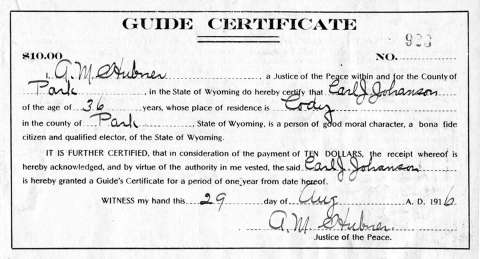 GUIDE CERTIFICATE
$10.00 NO. 923
I, A. M. Hubner, a Justice of the Peace within and for the County of
Park, in the State of Wyoming do hereby certify that Carl J Johanson
of the age of 36 years, whose place of residence is Cody
in the county of Park State of Wyoming, is a person of good moral character, a bona fide
citizen and qualified elector, of the State of Wyoming.
IT IS FURTHER CERTIFIED, that in consideration of the payment of TEN DOLLARS, the receipt whereof is
hereby acknowledged, and by virtue of the authority in me vested, the said Carl J Johanson
is hereby granted a Guide's Certificate for a period of one year from date hereof.
WITNESS my hand this 29 day of Aug A. D. 1916
A. M. Hubner
Justice of the Peace.